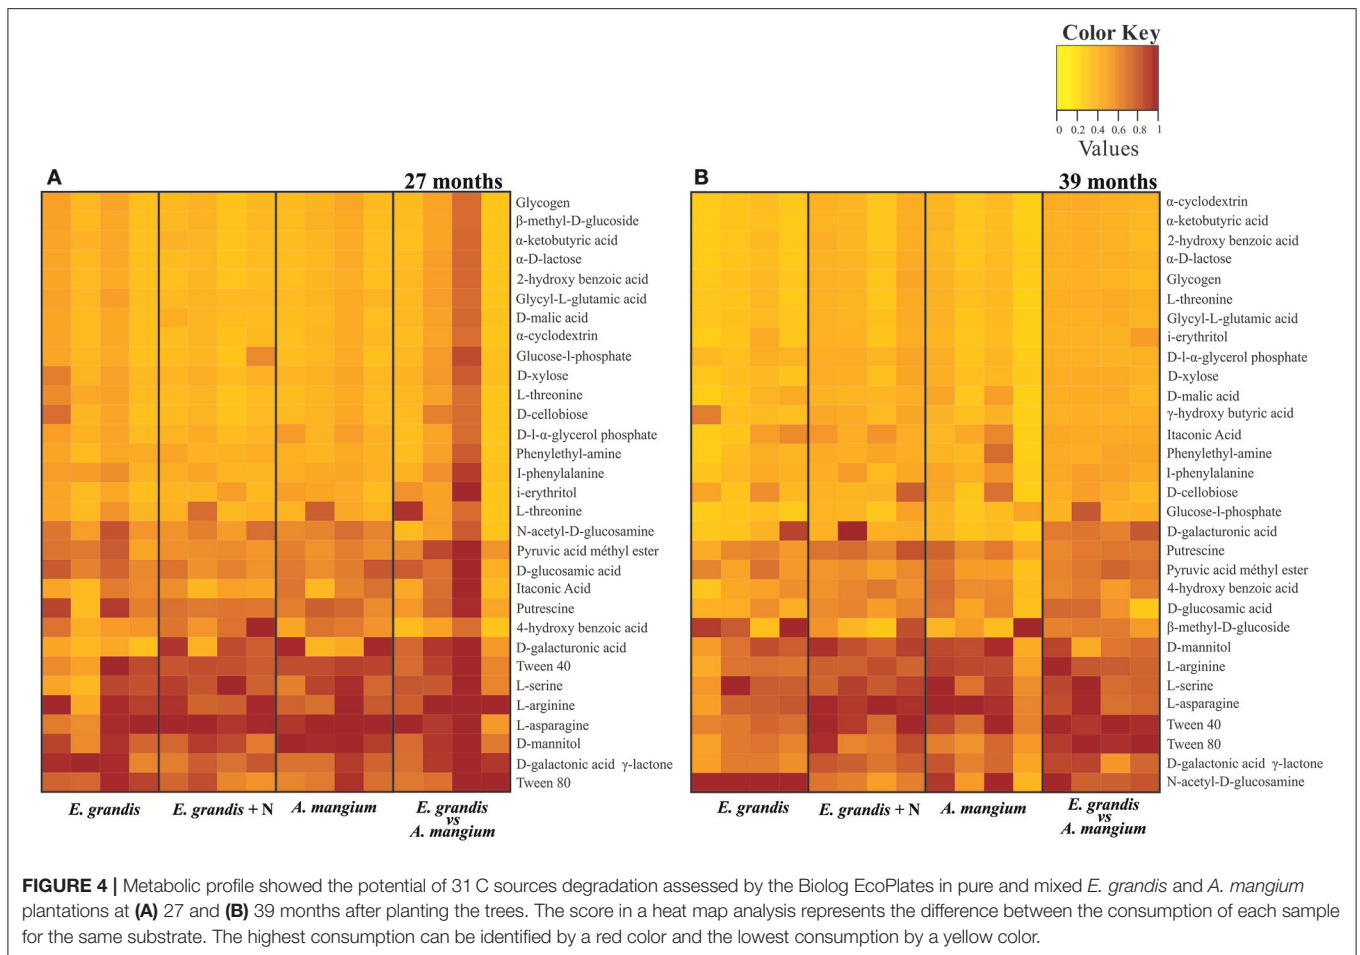 Color Key
0 0.2 0.4 0.6 0.8 1
Values
A
27 months
Glycogen
β-methyl-D-glucoside
α-ketobutyric acid
α-D-lactose
2-hydroxy benzoic acid
Glycyl-L-glutamic acid
D-malic acid
α-cyclodextrin
Glucose-l-phosphate
D-xylose
L-threonine
D-cellobiose
D-l-α-glycerol phosphate
Phenylethyl-amine
I-phenylalanine
i-erythritol
L-threonine
N-acetyl-D-glucosamine
Pyruvic acid méthyl ester
D-glucosamic acid
Itaconic Acid
Putrescine
4-hydroxy benzoic acid
D-galacturonic acid
Tween 40
L-serine
L-arginine
L-asparagine
D-mannitol
D-galactonic acid γ-lactone
Tween 80
E. grandis
E. grandis + N
A. mangium
E. grandis
vs
A. mangium
B
39 months
α-cyclodextrin
α-ketobutyric acid
2-hydroxy benzoic acid
α-D-lactose
Glycogen
L-threonine
Glycyl-L-glutamic acid
i-erythritol
D-l-α-glycerol phosphate
D-xylose
D-malic acid
γ-hydroxy butyric acid
Itaconic Acid
Phenylethyl-amine
I-phenylalanine
D-cellobiose
Glucose-l-phosphate
D-galacturonic acid
Putrescine
Pyruvic acid méthyl ester
4-hydroxy benzoic acid
D-glucosamic acid
β-methyl-D-glucoside
D-mannitol
L-arginine
L-serine
L-asparagine
Tween 40
Tween 80
D-galactonic acid γ-lactone
N-acetyl-D-glucosamine
E. grandis
E. grandis + N
A. mangium
E. grandis
vs
A. mangium
FIGURE 4 | Metabolic profile showed the potential of 31 C sources degradation assessed by the Biolog EcoPlates in pure and mixed E. grandis and A. mangium
plantations at (A) 27 and (B) 39 months after planting the trees. The score in a heat map analysis represents the difference between the consumption of each sample
for the same substrate. The highest consumption can be identified by a red color and the lowest consumption by a yellow color.